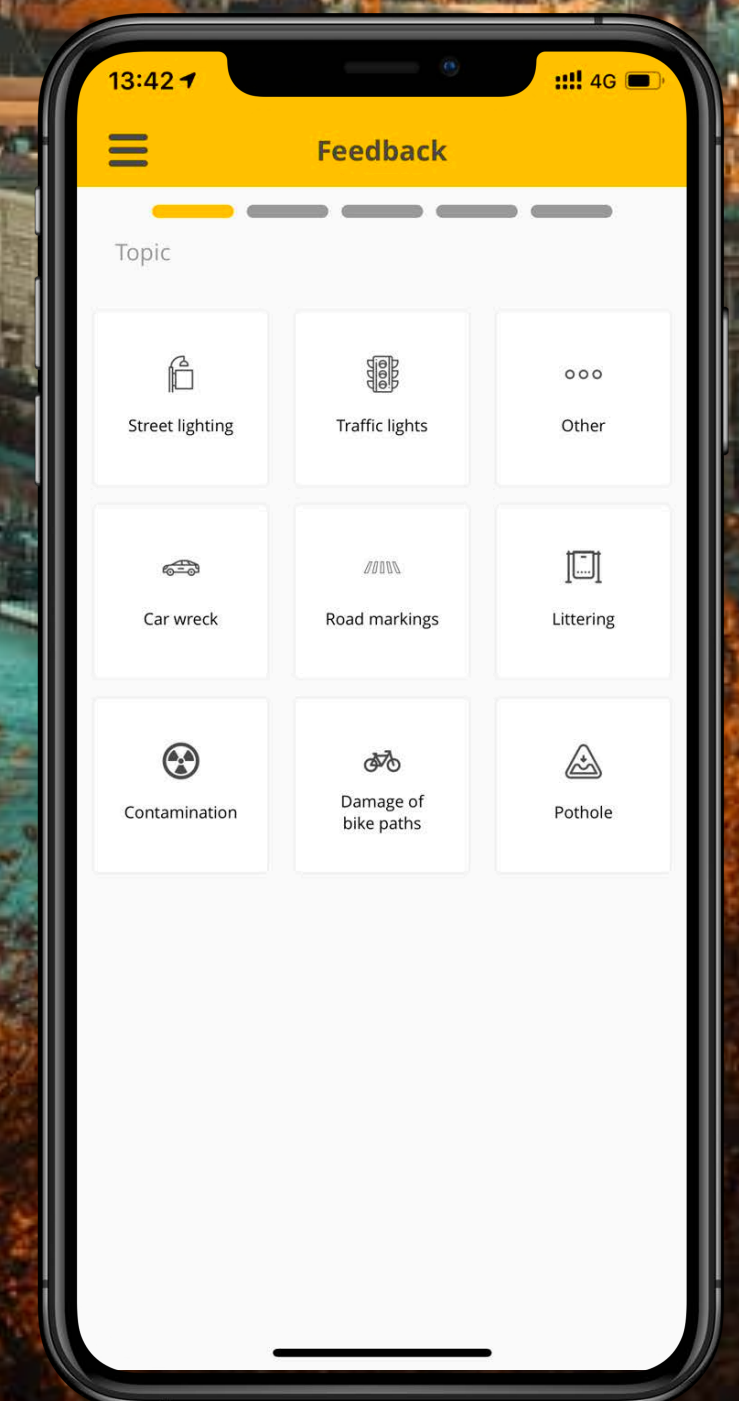 13:42
4G
Feedback
Topic
Street lighting
Traffic lights
Other
Car wreck
Road markings
Littering
Contamination
Damage of
bike paths
Pothole